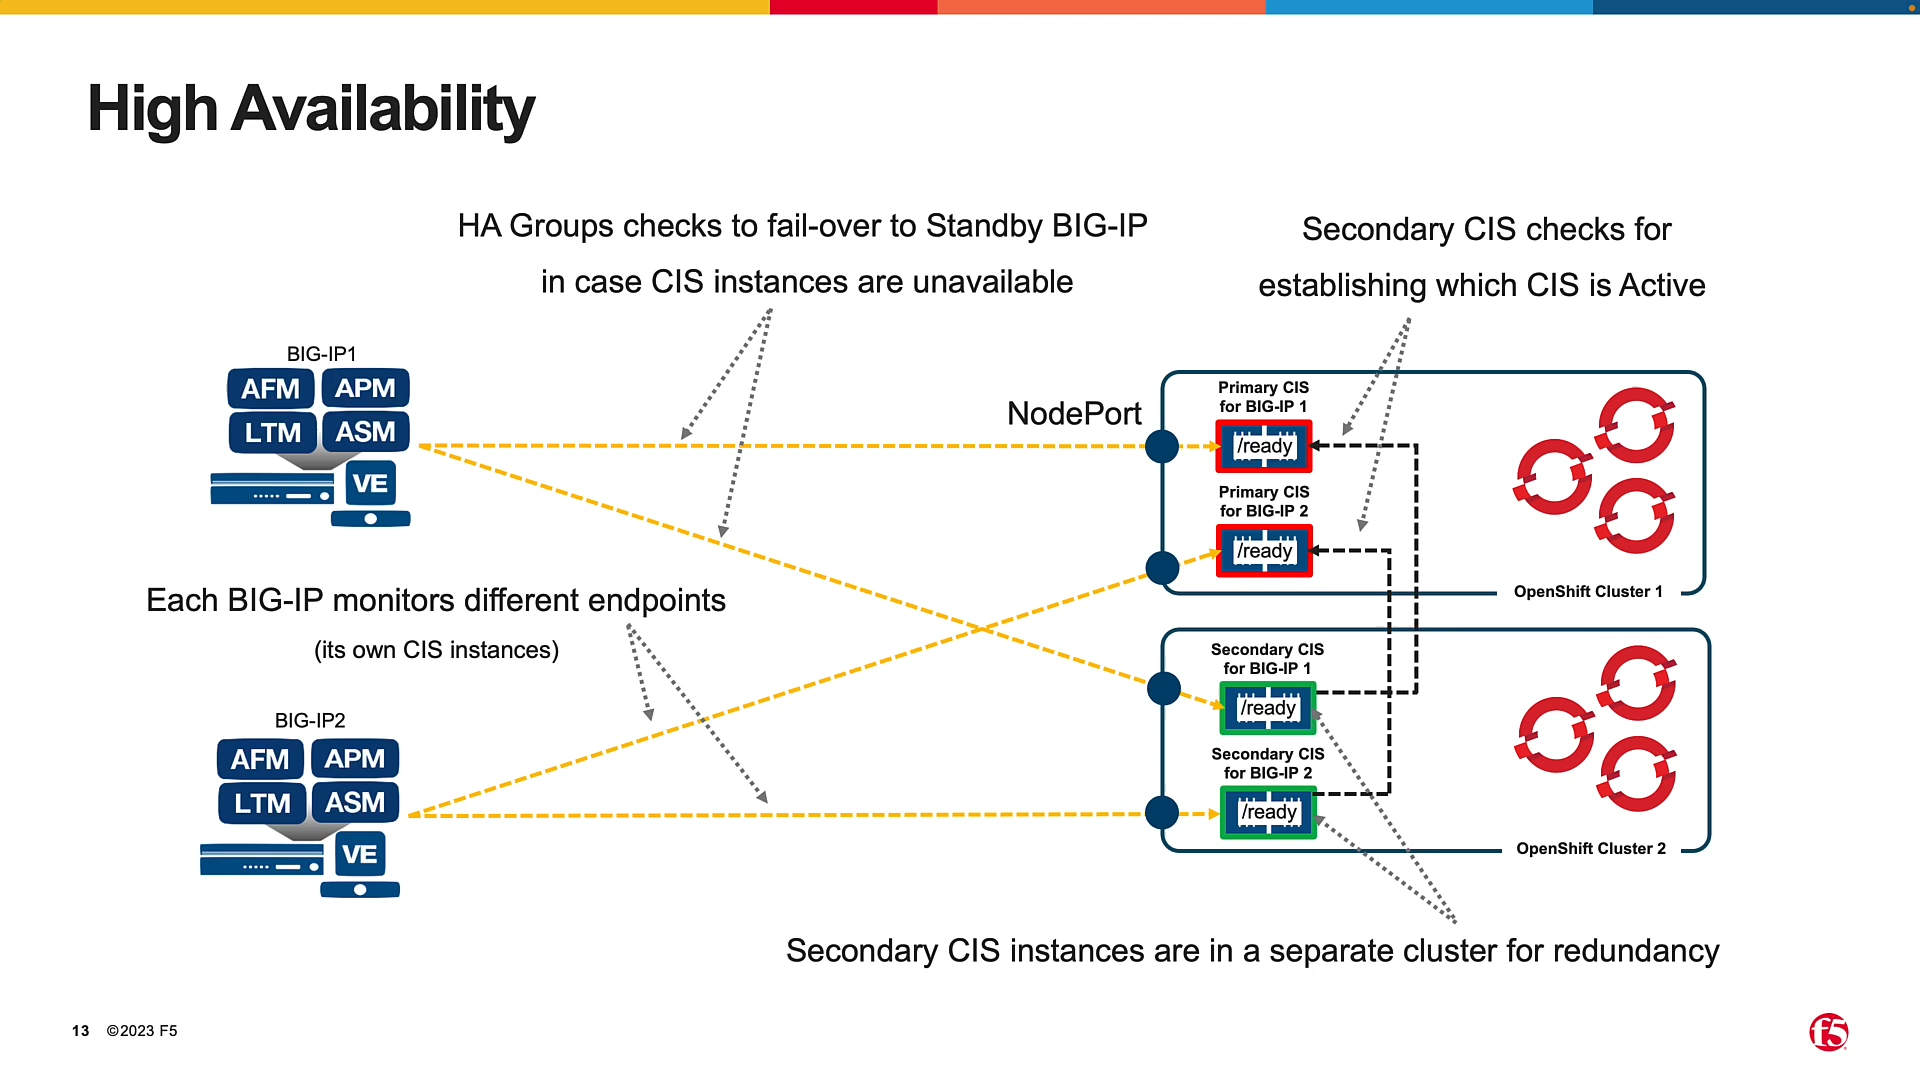 High Availability
HA Groups checks to fail-over to Standby BIG-IP
in case CIS instances are unavailable
Secondary CIS checks for
establishing which CIS is Active
BIG-IP1
AFM APM
LTM ASM
VE
NodePort
Primary CIS
for BIG-IP 1
/ready
Primary CIS
for BIG-IP 2
/ready
OpenShift Cluster 1
Each BIG-IP monitors different endpoints
(its own CIS instances)
Secondary CIS
for BIG-IP 1
/ready
Secondary CIS
for BIG-IP 2
/ready
OpenShift Cluster 2
BIG-IP2
AFM APM
LTM ASM
VE
Secondary CIS instances are in a separate cluster for redundancy
13 ©2023 F5
f5